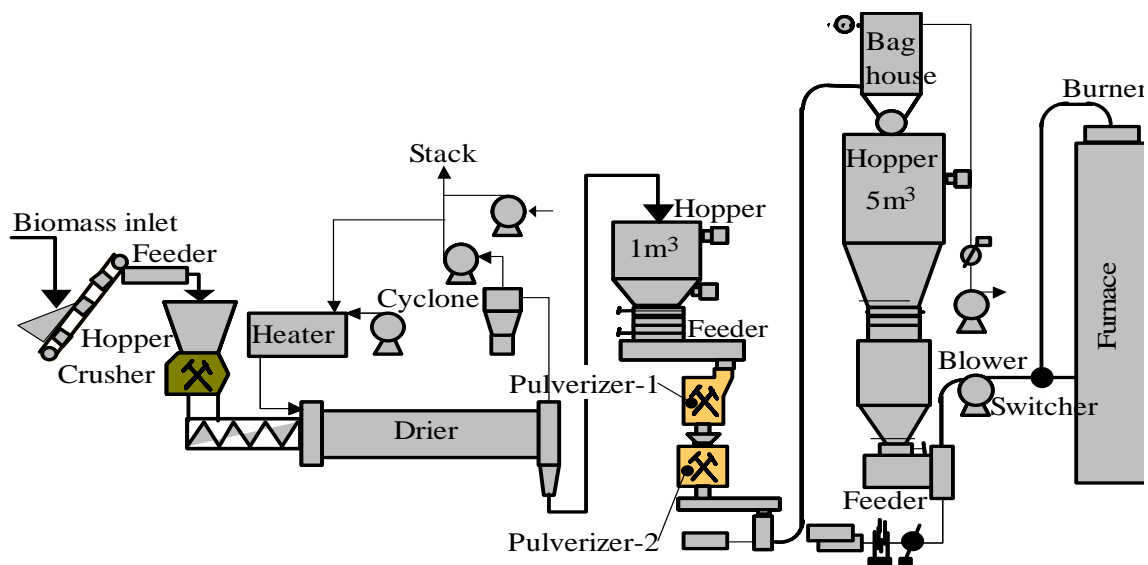 Bag
house
Burner
Stack
Hopper
5m³
Biomass inlet
Hopper
Feeder
1m³
Cyclone
Furnace
Hopper
Heater
Feeder
Crusher
Pulverizer-1
Blower
Switcher
Drier
Feeder
Pulverizer-2